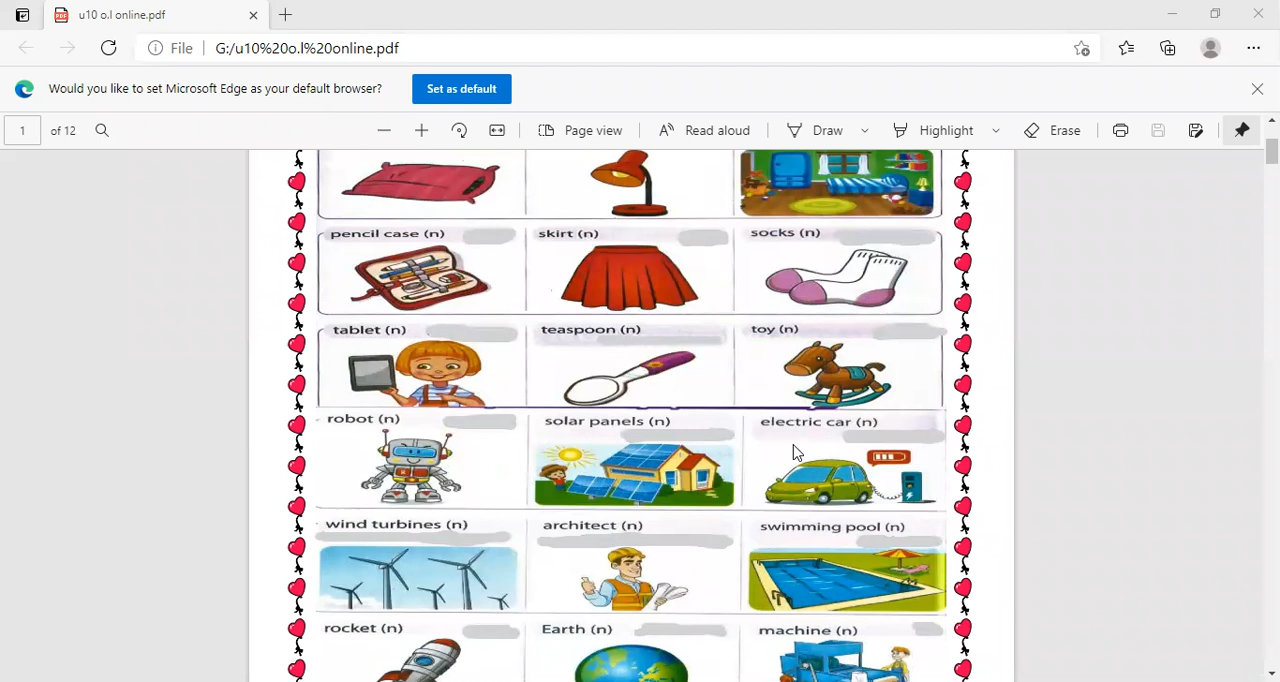 u10 o.l online.pdf
File G:/u10%20o.l%20online.pdf
Would you like to set Microsoft Edge as your default browser? Set as default
1 of 12 Page view Read aloud Draw Highlight Erase
pencil case (n) skirt (n) socks (n)
tablet (n) teaspoon (n) toy (n)
robot (n) solar panels (n) electric car (n)
wind turbines (n) architect (n) swimming pool (n)
rocket (n) Earth (n) machine (n)